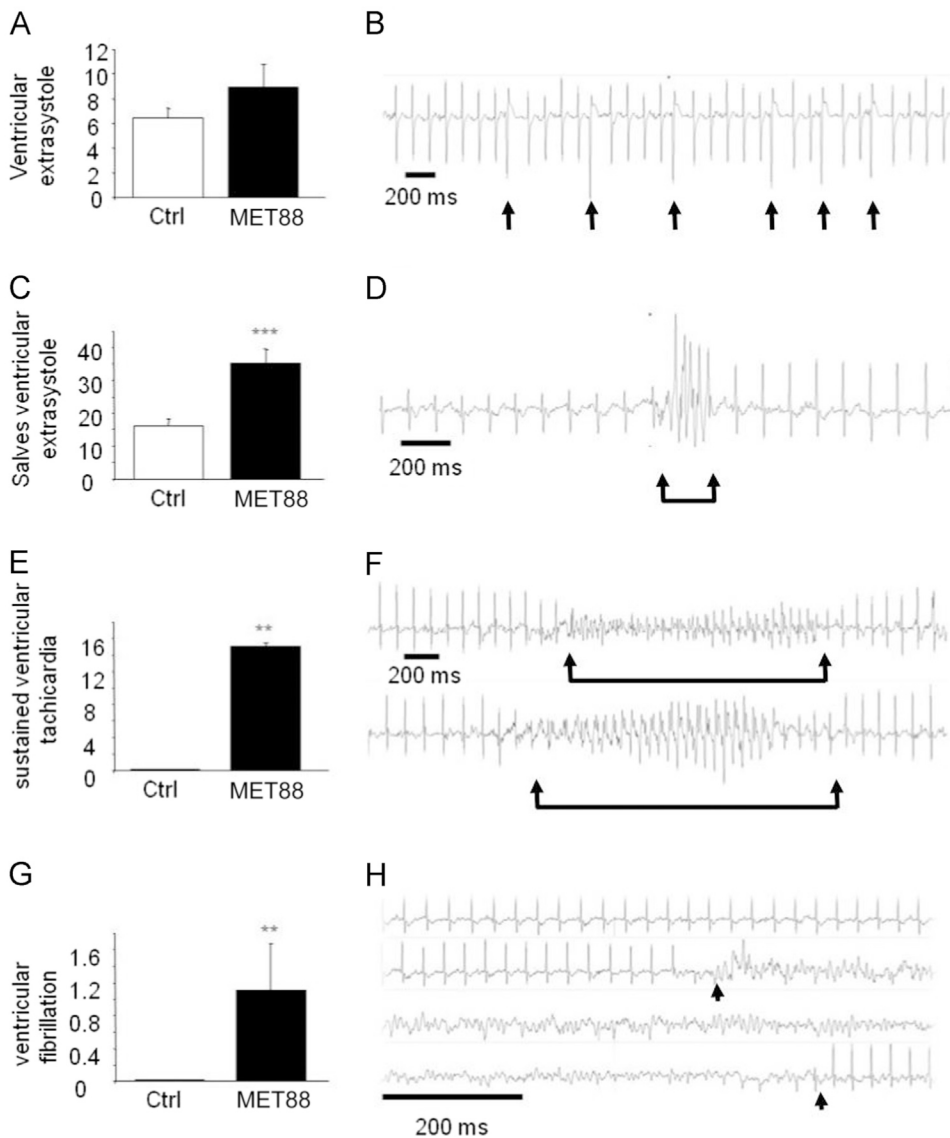 A
Ventricular
extrasystole
12
10
8
6
4
2
0
Ctrl
MET88
B
200 ms
C
Salves ventricular
extrasystole
40
30
20
10
0
***
Ctrl
MET88
D
200 ms
E
sustained ventricular
tachicardia
16
12
8
4
0
**
Ctrl
MET88
F
200 ms
G
ventricular
fibrillation
1.6
1.2
0.8
0.4
0
**
Ctrl
MET88
H
200 ms